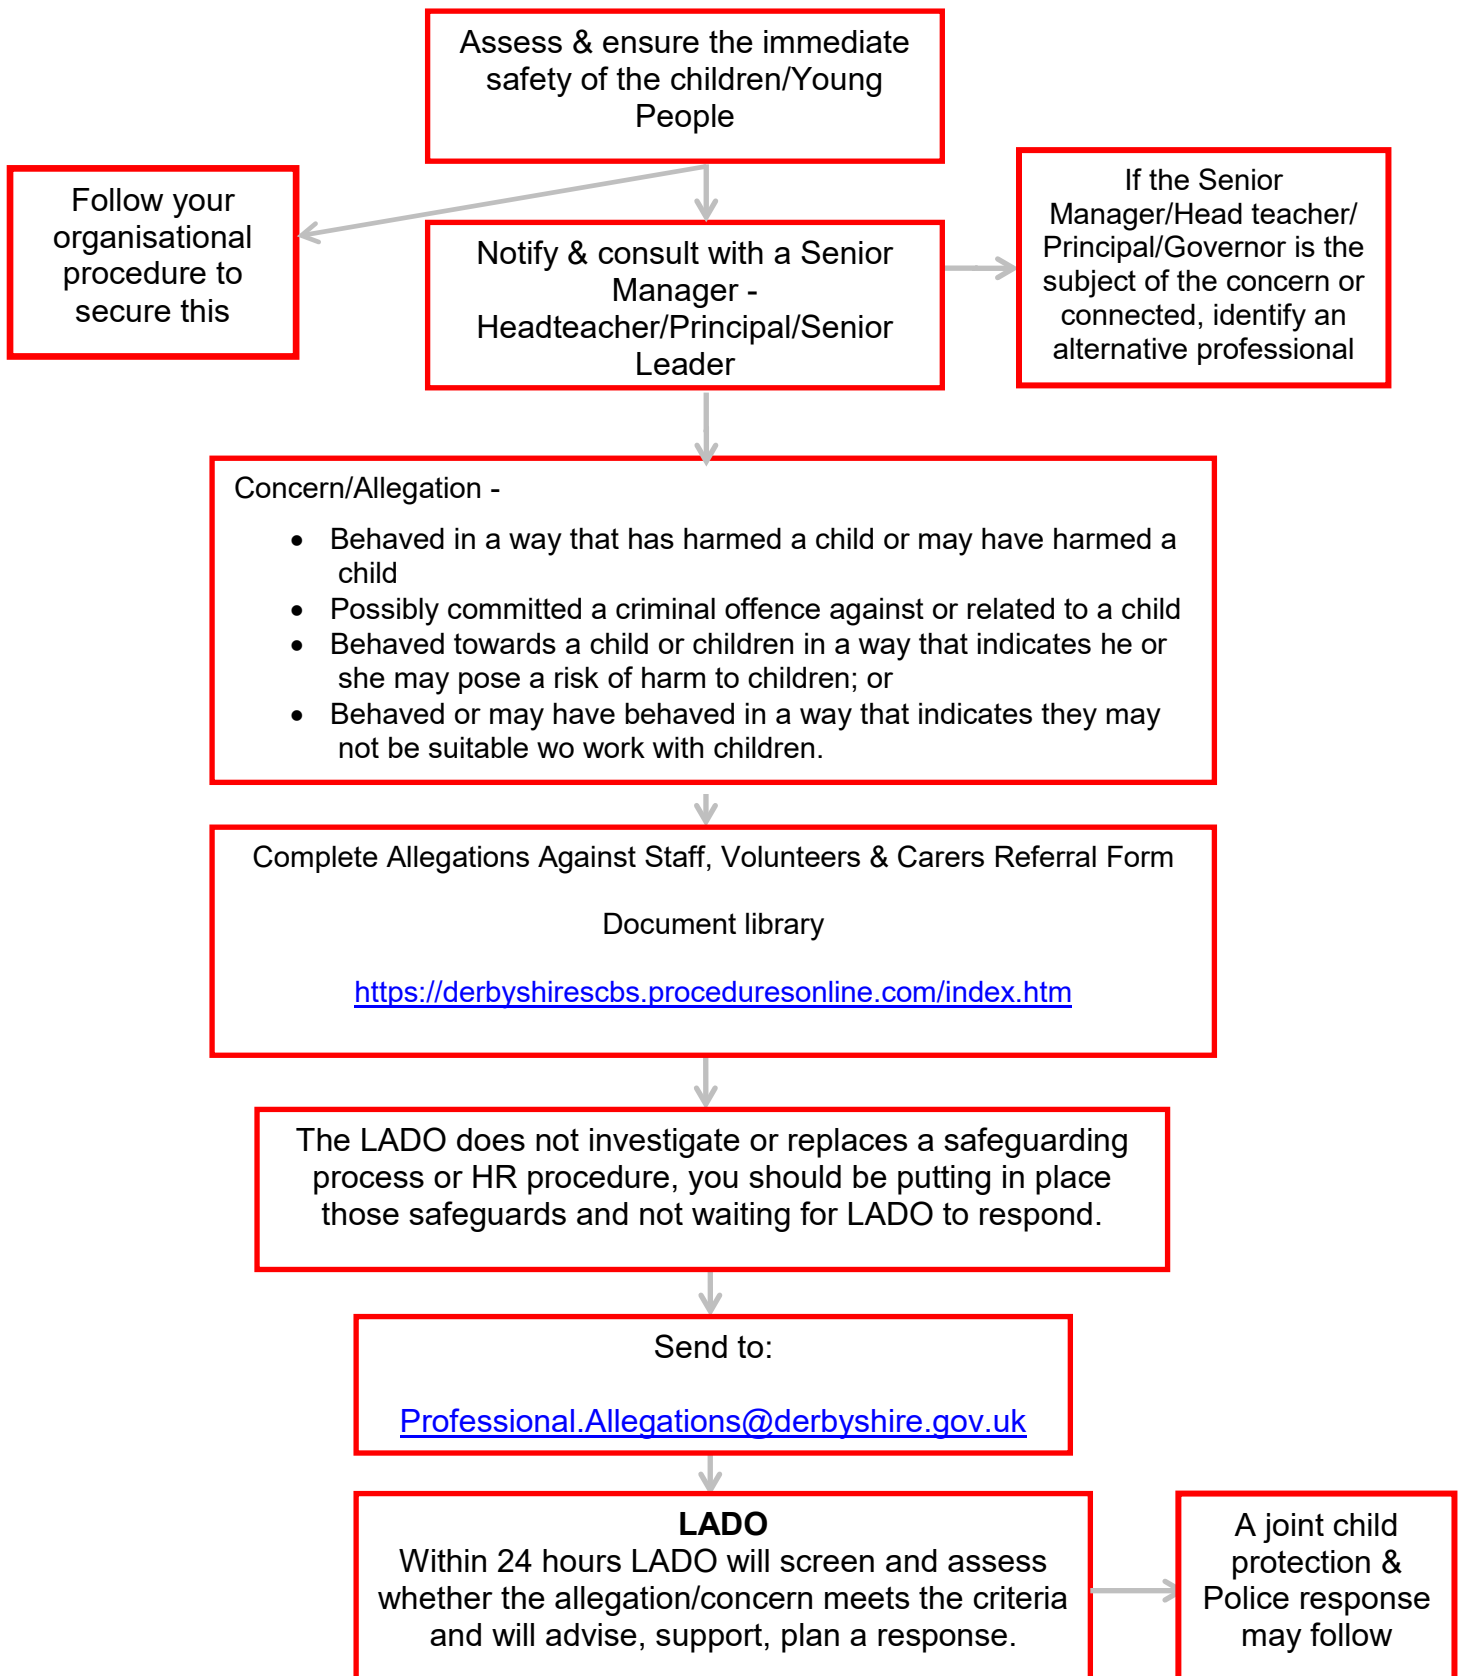 Assess & ensure the immediate
safety of the children/Young
People
Follow your
organisational
procedure to
secure this
Notify & consult with a Senior
Manager -
Headteacher/Principal/Senior
Leader
If the Senior
Manager/Head teacher/
Principal/Governor is the
subject of the concern or
connected, identify an
alternative professional
Concern/Allegation -
• Behaved in a way that has harmed a child or may have harmed a
child
• Possibly committed a criminal offence against or related to a child
• Behaved towards a child or children in a way that indicates he or
she may pose a risk of harm to children; or
• Behaved or may have behaved in a way that indicates they may
not be suitable wo work with children.
Complete Allegations Against Staff, Volunteers & Carers Referral Form
Document library
https://derbyshirescbs.proceduresonline.com/index.htm
The LADO does not investigate or replaces a safeguarding
process or HR procedure, you should be putting in place
those safeguards and not waiting for LADO to respond.
Send to:
Professional.Allegations@derbyshire.gov.uk
LADO
Within 24 hours LADO will screen and assess
whether the allegation/concern meets the criteria
and will advise, support, plan a response.
A joint child
protection &
Police response
may follow